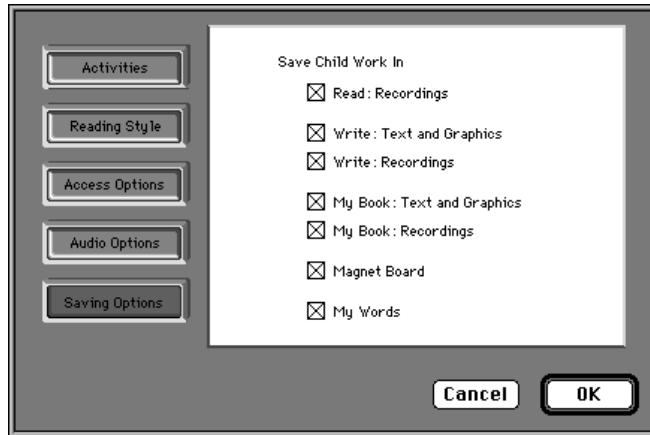 Activities
Reading Style
Access Options
Audio Options
Saving Options
Save Child Work In
Read: Recordings
Write: Text and Graphics
Write: Recordings
My Book: Text and Graphics
My Book: Recordings
Magnet Board
My Words
Cancel
OK